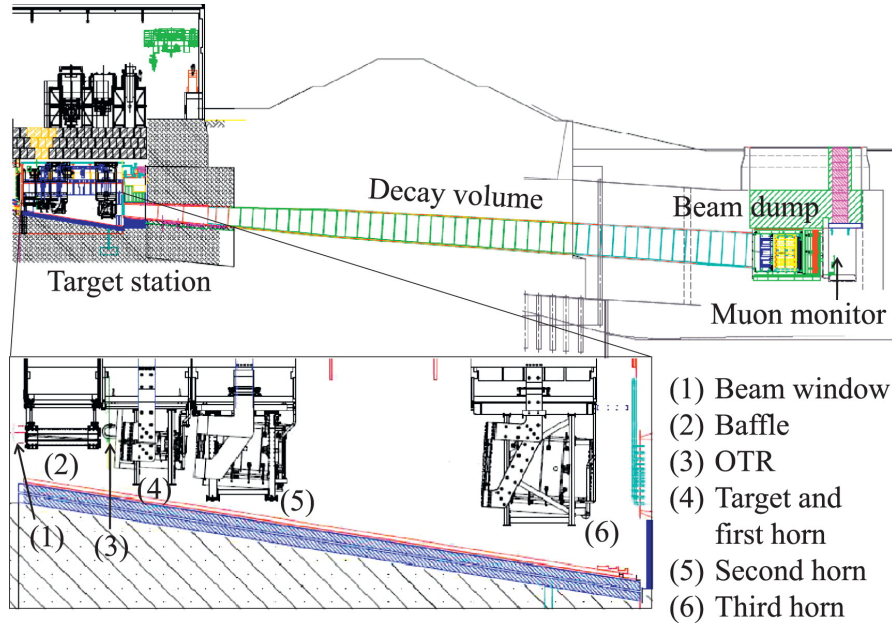 Decay volume
Beam dump
Target station
Muon monitor
(1) Beam window
(2) Baffle
(3) OTR
(4) Target and
first horn
(5) Second horn
(6) Third horn
(2)
(4)
(5)
(6)
(1)
(3)